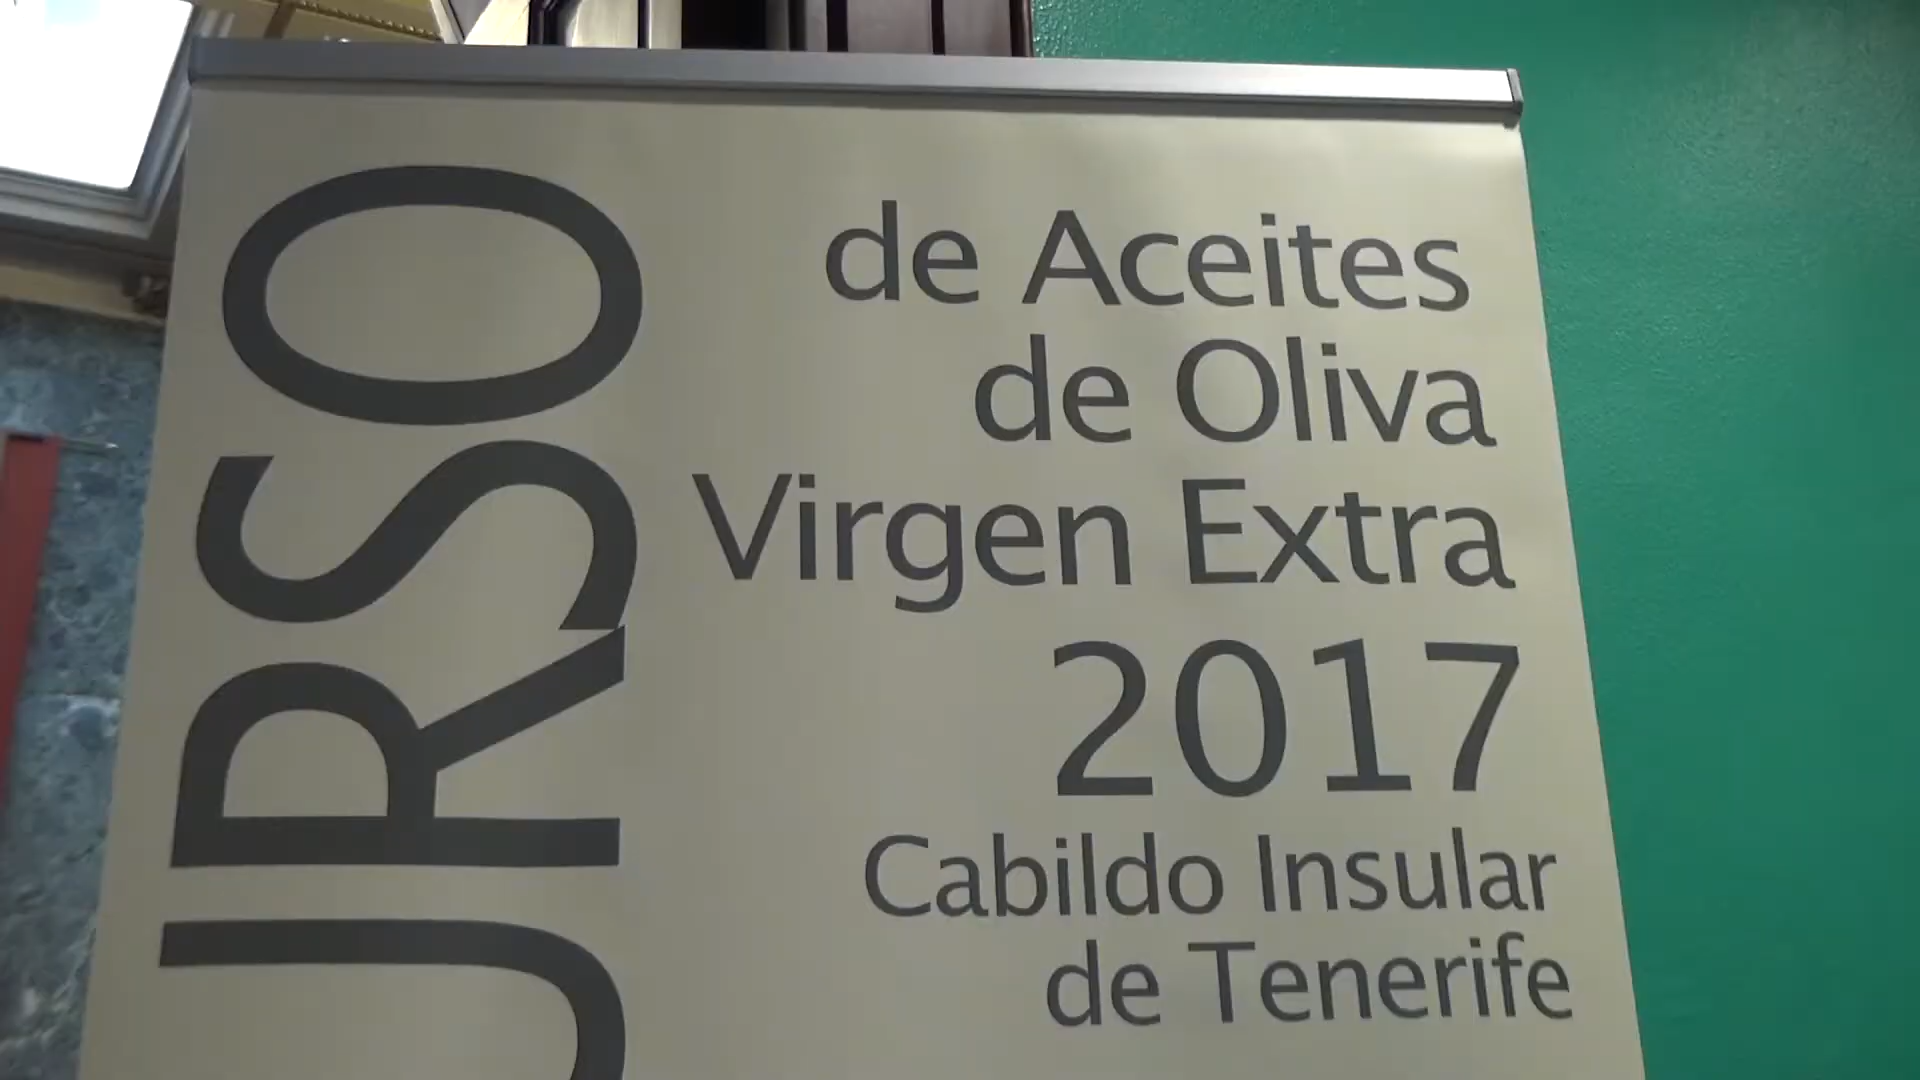 URSO
de Aceites
de Oliva
Virgen Extra
2017
Cabildo Insular
de Tenerife